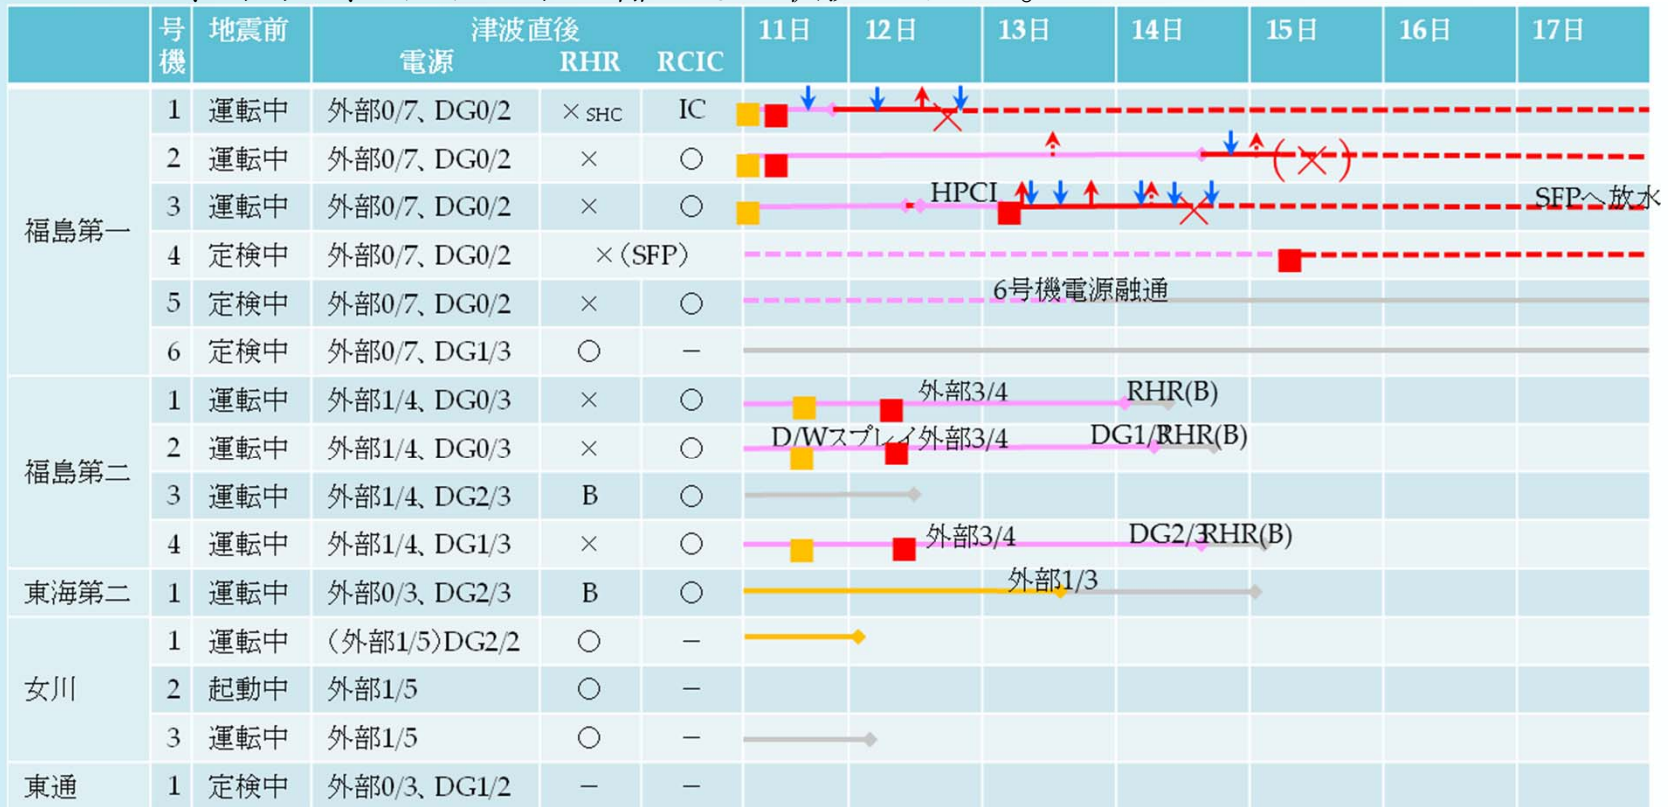 号機 地震前 津波直後 11日 12日 13日 14日 15日 16日 17日
電源 RHR RCIC
福島第一
1 運転中 外部0/7、DG0/2 × SHC IC
2 運転中 外部0/7、DG0/2 × ○ ( × )
3 運転中 外部0/7、DG0/2 × ○ HPCI SFPへ放水
4 定検中 外部0/7、DG0/2 ×(SFP)
5 定検中 外部0/7、DG0/2 × ○ 6号機電源融通
6 定検中 外部0/7、DG1/3 ○ −
福島第二
1 運転中 外部1/4、DG0/3 × ○ 外部3/4 RHR(B)
2 運転中 外部1/4、DG0/3 × ○ D/Wスプレイ 外部3/4 DG1/3 RHR(B)
3 運転中 外部1/4、DG2/3 B ○
4 運転中 外部1/4、DG1/3 × ○ 外部3/4 DG2/3 RHR(B)
東海第二 1 運転中 外部0/3、DG2/3 B ○ 外部1/3
女川
1 運転中 (外部1/5)DG2/2 ○ −
2 起動中 外部1/5 ○ −
3 運転中 外部1/5 ○ −
東通 1 定検中 外部0/3、DG1/2 − −